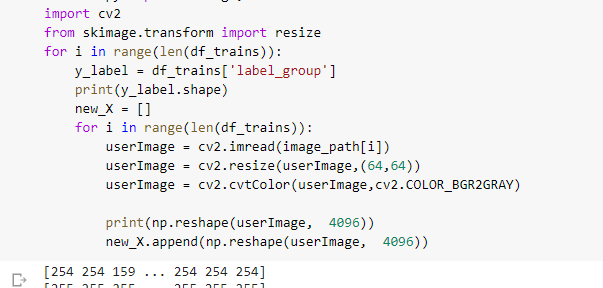 import cv2
from skimage.transform import resize
for i in range(len(df_trains)):
    y_label = df_trains['label_group']
    print(y_label.shape)
    new_X = []
    for i in range(len(df_trains)):
        userImage = cv2.imread(image_path[i])
        userImage = cv2.resize(userImage,(64,64))
        userImage = cv2.cvtColor(userImage,cv2.COLOR_BGR2GRAY)

        print(np.reshape(userImage,  4096))
        new_X.append(np.reshape(userImage,  4096))
[254 254 159 ... 254 254 254]